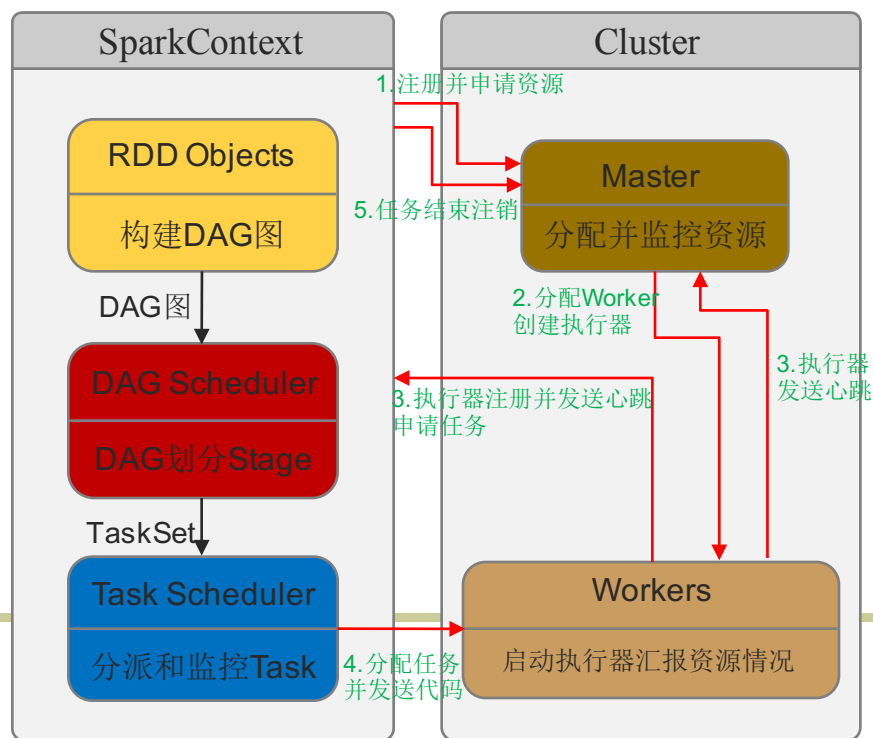 SparkContext
Cluster
1.注册并申请资源
RDD Objects
构建DAG图
Master
分配并监控资源
5.任务结束注销
DAG图
2.分配Worker
创建执行器
DAG Scheduler
DAG划分Stage
3.执行器注册并发送心跳
申请任务
3.执行器
发送心跳
TaskSet
Task Scheduler
分派和监控Task
4.分配任务
并发送代码
Workers
启动执行器汇报资源情况